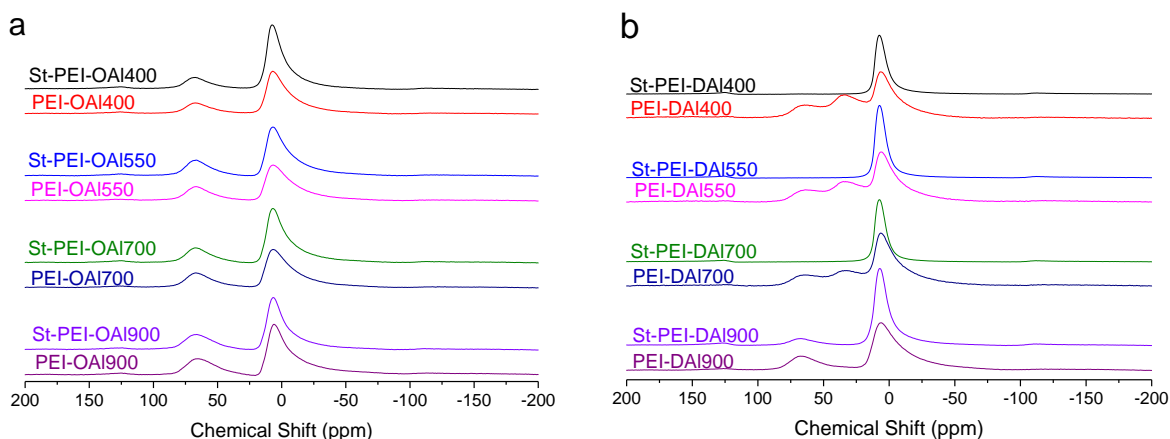 a
St-PEI-OAl400
PEI-OAl400
St-PEI-OAl550
PEI-OAl550
St-PEI-OAl700
PEI-OAl700
St-PEI-OAl900
PEI-OAl900
200 150 100 50 0 -50 -100 -150 -200
Chemical Shift (ppm)
b
St-PEI-DAl400
PEI-DAl400
St-PEI-DAl550
PEI-DAl550
St-PEI-DAl700
PEI-DAl700
St-PEI-DAl900
PEI-DAl900
200 150 100 50 0 -50 -100 -150 -200
Chemical Shift (ppm)